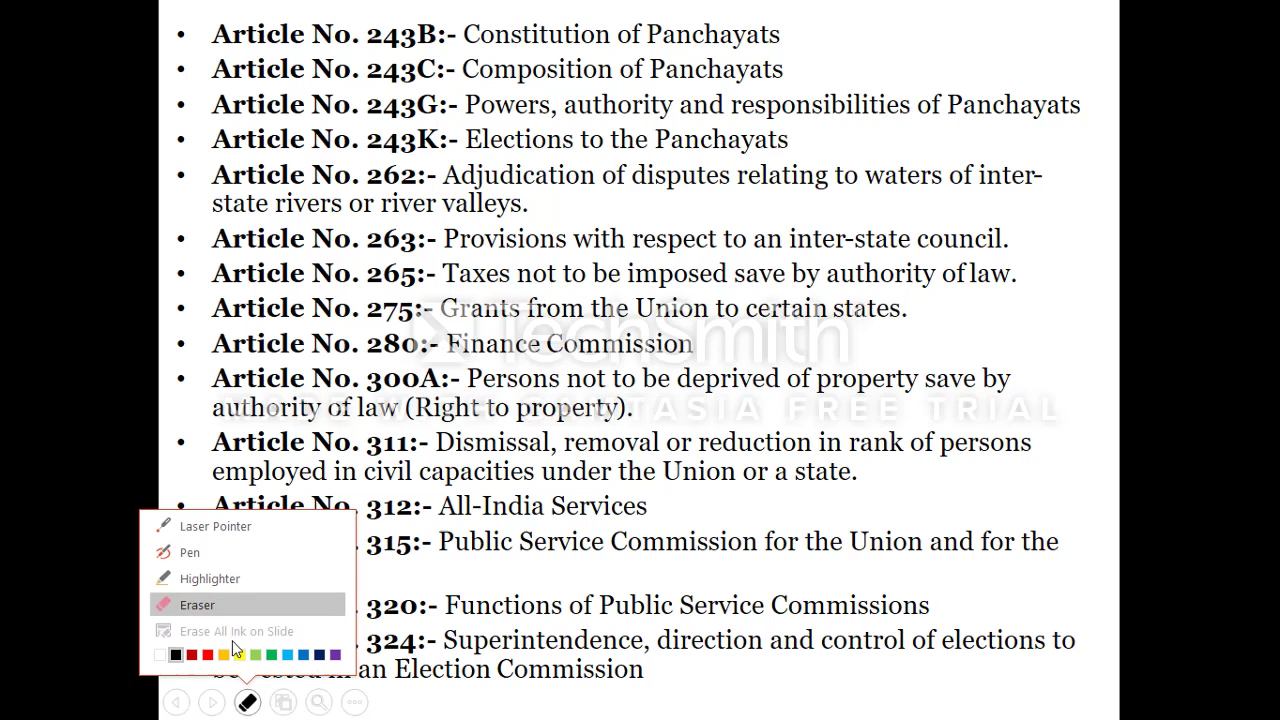 • Article No. 243B:- Constitution of Panchayats
• Article No. 243C:- Composition of Panchayats
• Article No. 243G:- Powers, authority and responsibilities of Panchayats
• Article No. 243K:- Elections to the Panchayats
• Article No. 262:- Adjudication of disputes relating to waters of inter-
state rivers or river valleys.
• Article No. 263:- Provisions with respect to an inter-state council.
• Article No. 265:- Taxes not to be imposed save by authority of law.
• Article No. 275:- Grants from the Union to certain states.
• Article No. 280:- Finance Commission
TechSmith
• Article No. 300A:- Persons not to be deprived of property save by
authority of law (Right to property).
MADE WITH CAMTASIA FREE TRIAL
• Article No. 311:- Dismissal, removal or reduction in rank of persons
employed in civil capacities under the Union or a state.
• Article No. 312:- All-India Services
315:- Public Service Commission for the Union and for the
320:- Functions of Public Service Commissions
324:- Superintendence, direction and control of elections to
an Election Commission
Laser Pointer
Pen
Highlighter
Eraser
Erase All Ink on Slide